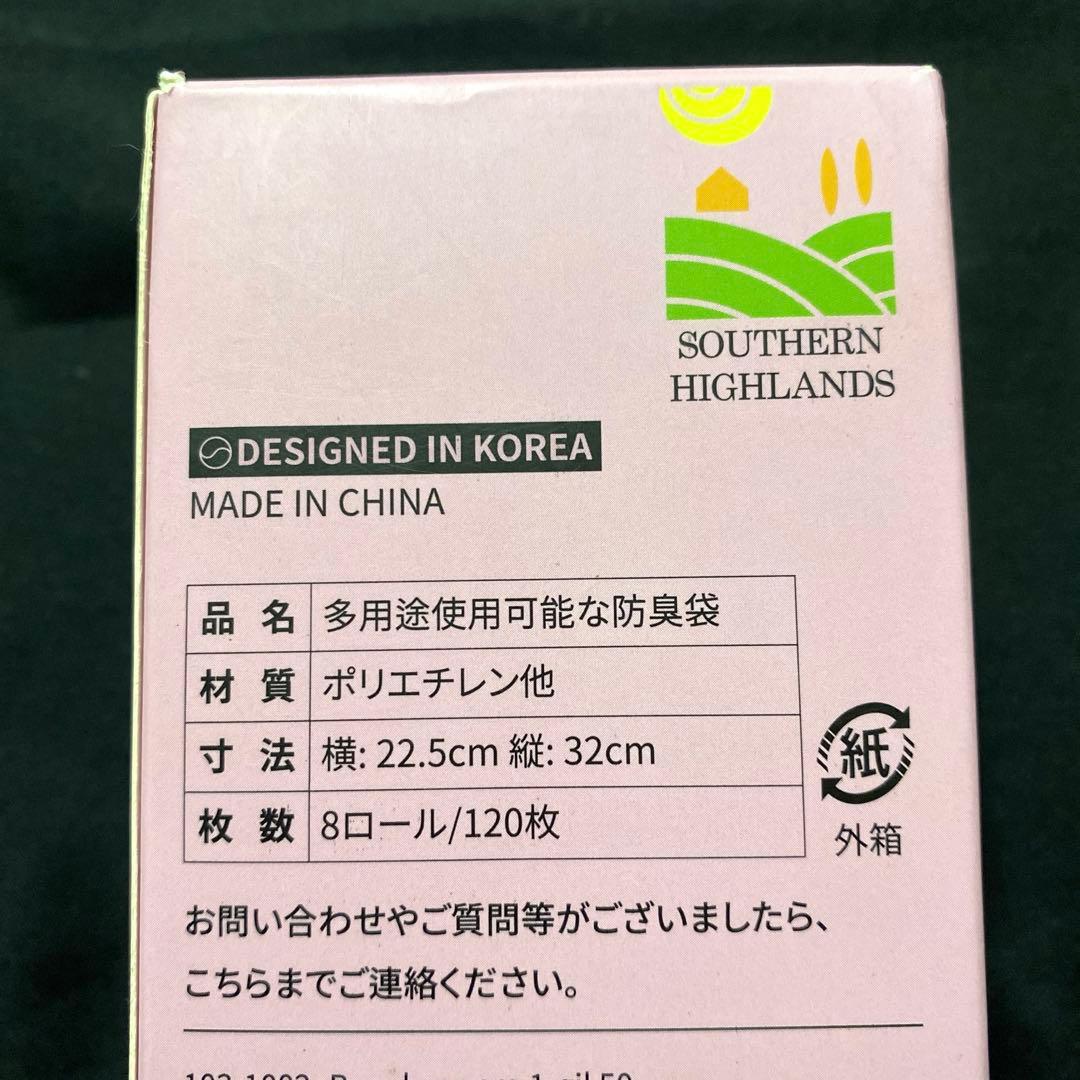 SOUTHERN
HIGHLANDS
DESIGNED IN KOREA
MADE IN CHINA
品名 多用途使用可能な防臭袋
材質 ポリエチレン他
寸法 横: 22.5cm 縦: 32cm
枚数 8ロール/120枚
紙
外箱
お問い合わせやご質問等がございましたら、
こちらまでご連絡ください。